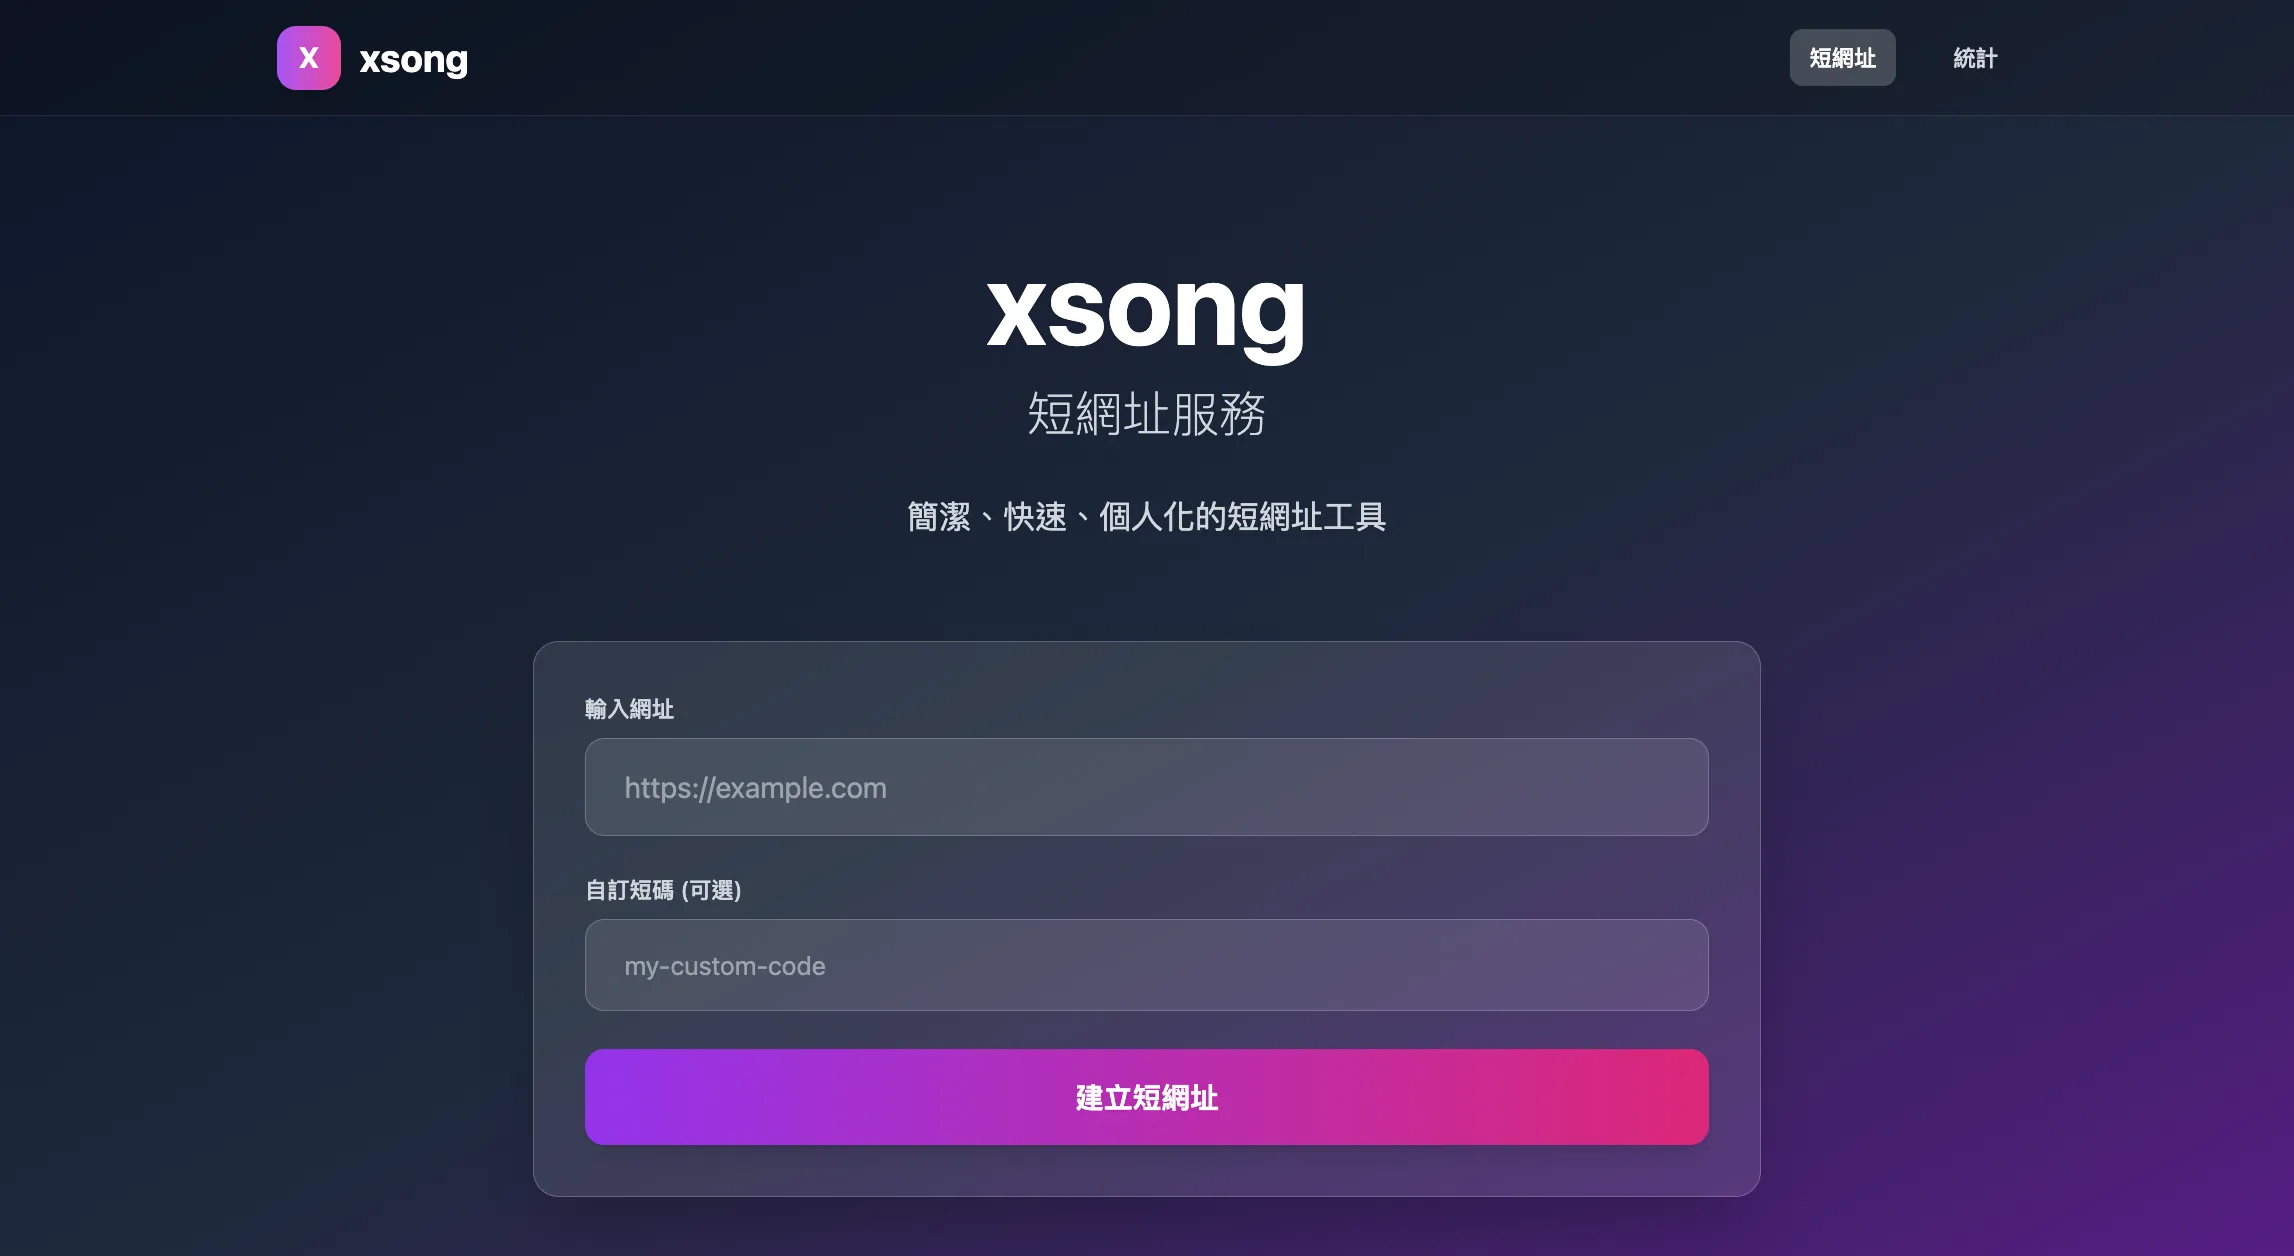 X xsong
短網址 統計
xsong
短網址服務
簡潔、快速、個人化的短網址工具
輸入網址
https://example.com
自訂短碼 (可選)
my-custom-code
建立短網址